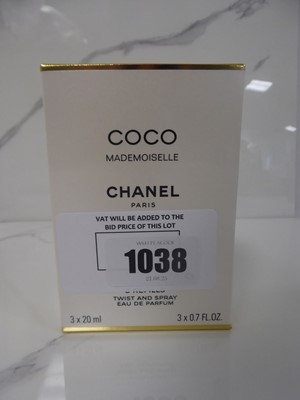 COCO
MADEMOISELLE
CHANEL
PARIS
VAT WILL BE ADDED TO THE
BID PRICE OF THIS LOT
1038
TWIST AND SPRAY
EAU DE PARFUM
3 x 20 ml
3 x 0.7 FL.OZ.